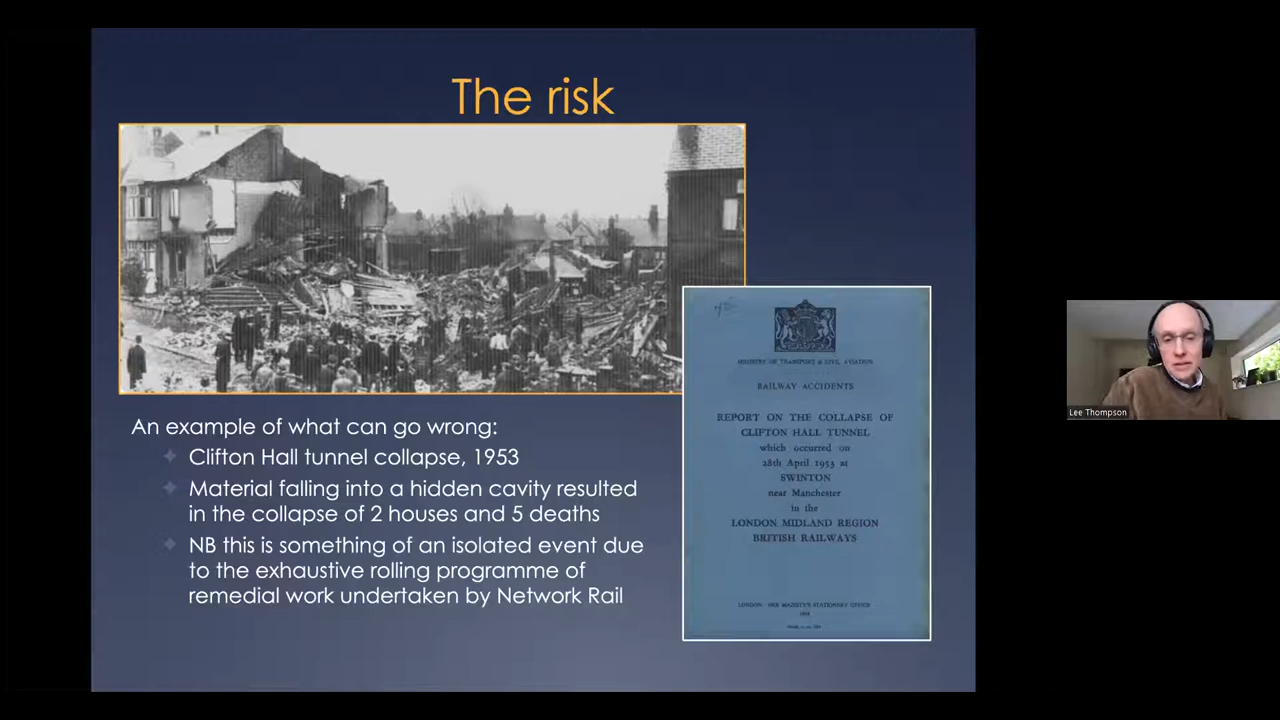 The risk
An example of what can go wrong:
Clifton Hall tunnel collapse, 1953
Material falling into a hidden cavity resulted
in the collapse of 2 houses and 5 deaths
NB this is something of an isolated event due
to the exhaustive rolling programme of
remedial work undertaken by Network Rail
MINISTRY OF TRANSPORT & CIVIL AVIATION
RAILWAY ACCIDENTS
REPORT ON THE COLLAPSE OF
CLIFTON HALL TUNNEL
which occurred on
28th April 1953 at
SWINTON
near Manchester
in the
LONDON MIDLAND REGION
BRITISH RAILWAYS
LONDON: HER MAJESTY'S STATIONERY OFFICE
Lee Thompson